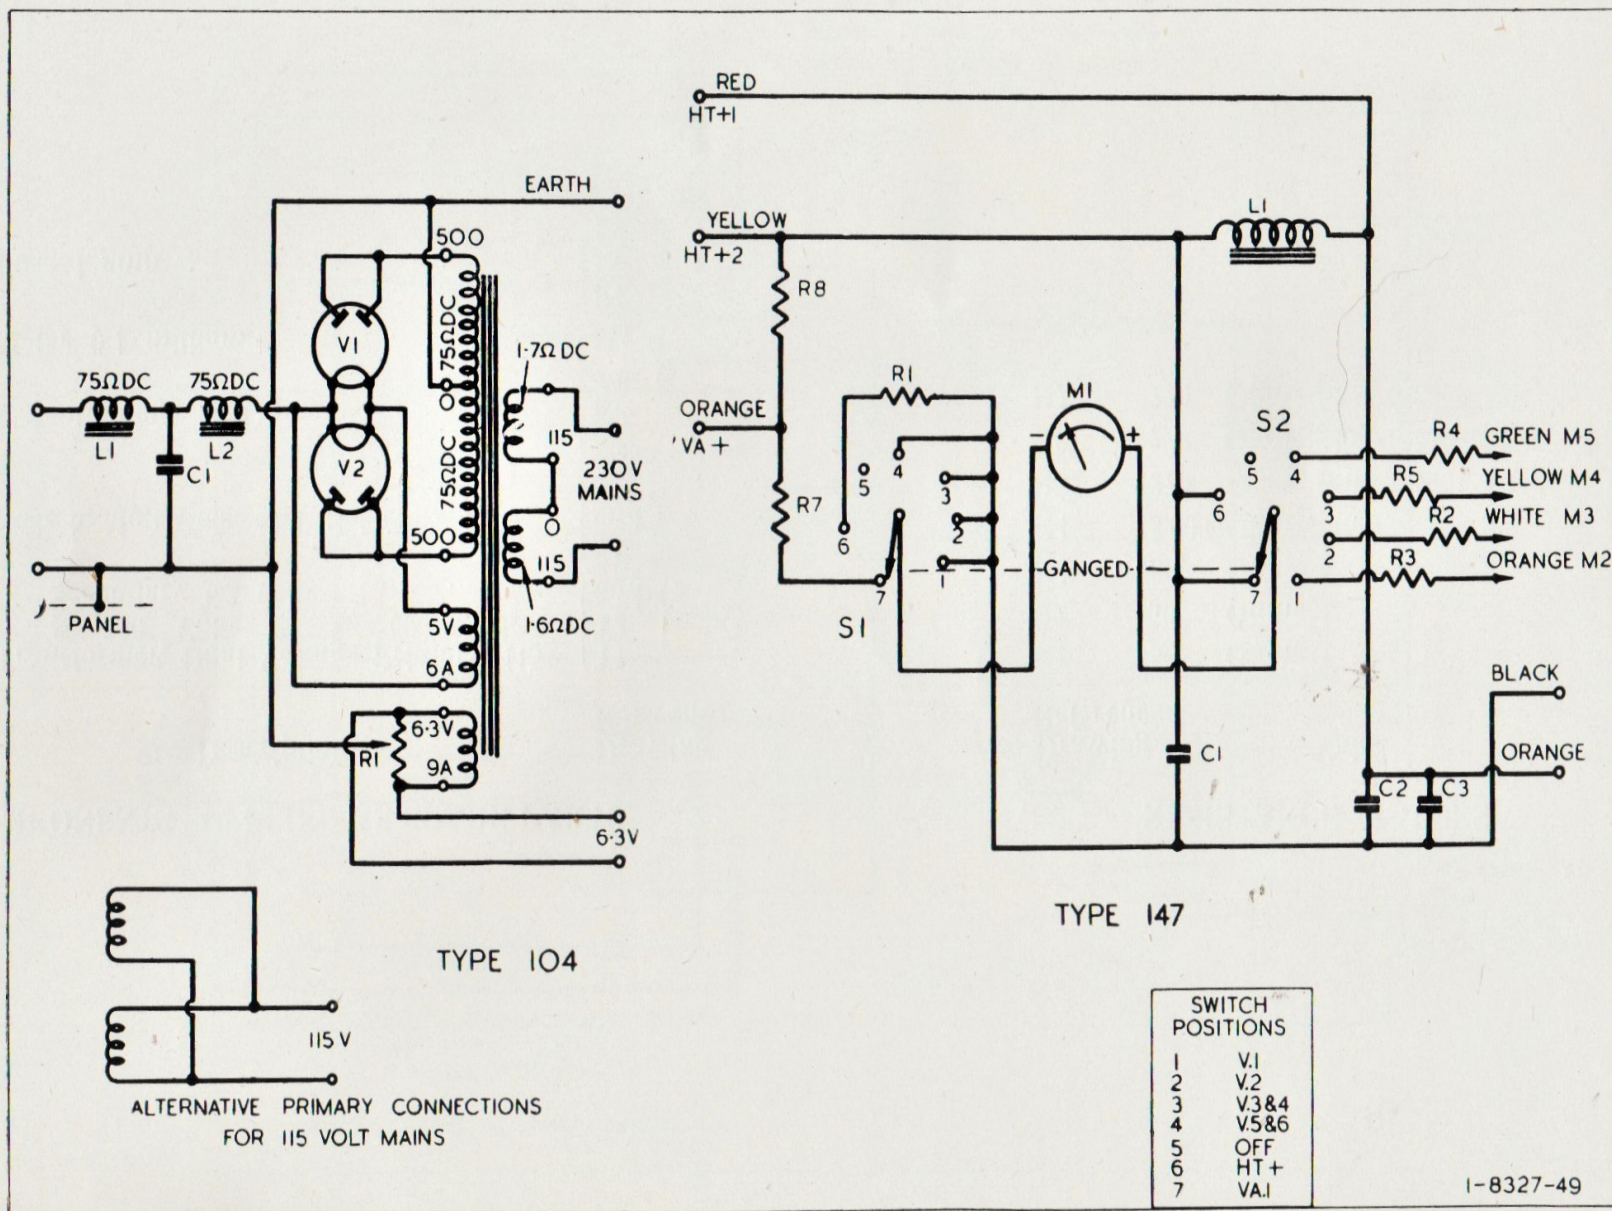 EARTH
500
75ΩDC
O
75ΩDC
500
V1
V2
75ΩDC
75ΩDC
L1
L2
C1
PANEL
1·7ΩDC
115
O
115
1·6ΩDC
230V
MAINS
5V
6A
6·3V
9A
R1
6·3V
115V
TYPE 104
ALTERNATIVE PRIMARY CONNECTIONS
FOR 115 VOLT MAINS
RED
HT+1
YELLOW
HT+2
ORANGE
VA+
R8
R7
R1
4
5
3
6
2
1
7
S1
-GANGED-
M1
-
+
L1
S2
5
4
6
3
2
7
1
R4
GREEN M5
R5
YELLOW M4
R2
WHITE M3
R3
ORANGE M2
BLACK
ORANGE
C1
C2
C3
TYPE 147
SWITCH
POSITIONS
1 V.1
2 V.2
3 V.3&4
4 V.5&6
5 OFF
6 HT+
7 VA.1
1-8327-49